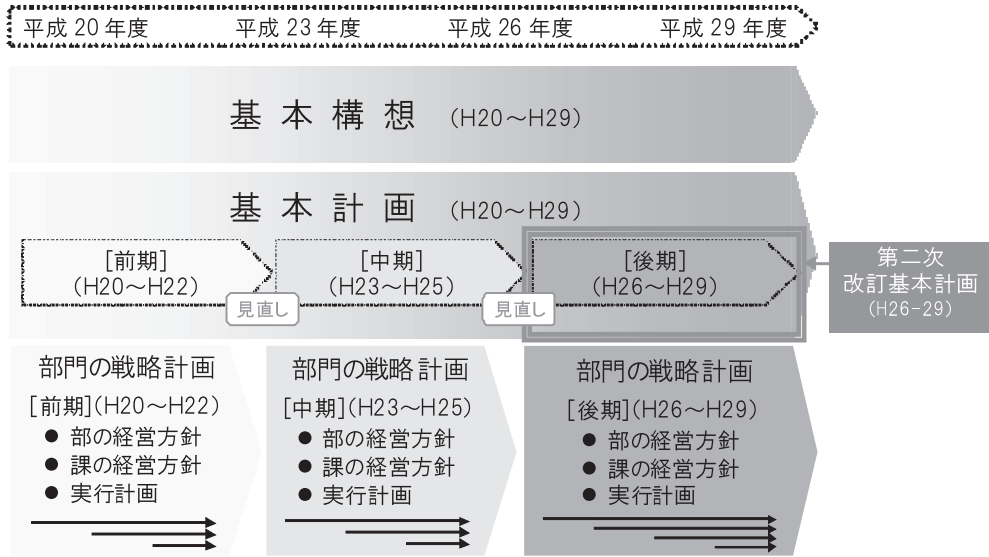 平成 20 年度
平成 23 年度
平成 26 年度
平成 29 年度
基本構想 (H20～H29)
基本計画 (H20～H29)
[前期]
(H20～H22)
見直し
[中期]
(H23～H25)
見直し
[後期]
(H26～H29)
第二次
改訂基本計画
(H26-29)
部門の戦略計画
[前期](H20～H22)
● 部の経営方針
● 課の経営方針
● 実行計画
部門の戦略計画
[中期](H23～H25)
● 部の経営方針
● 課の経営方針
● 実行計画
部門の戦略計画
[後期](H26～H29)
● 部の経営方針
● 課の経営方針
● 実行計画